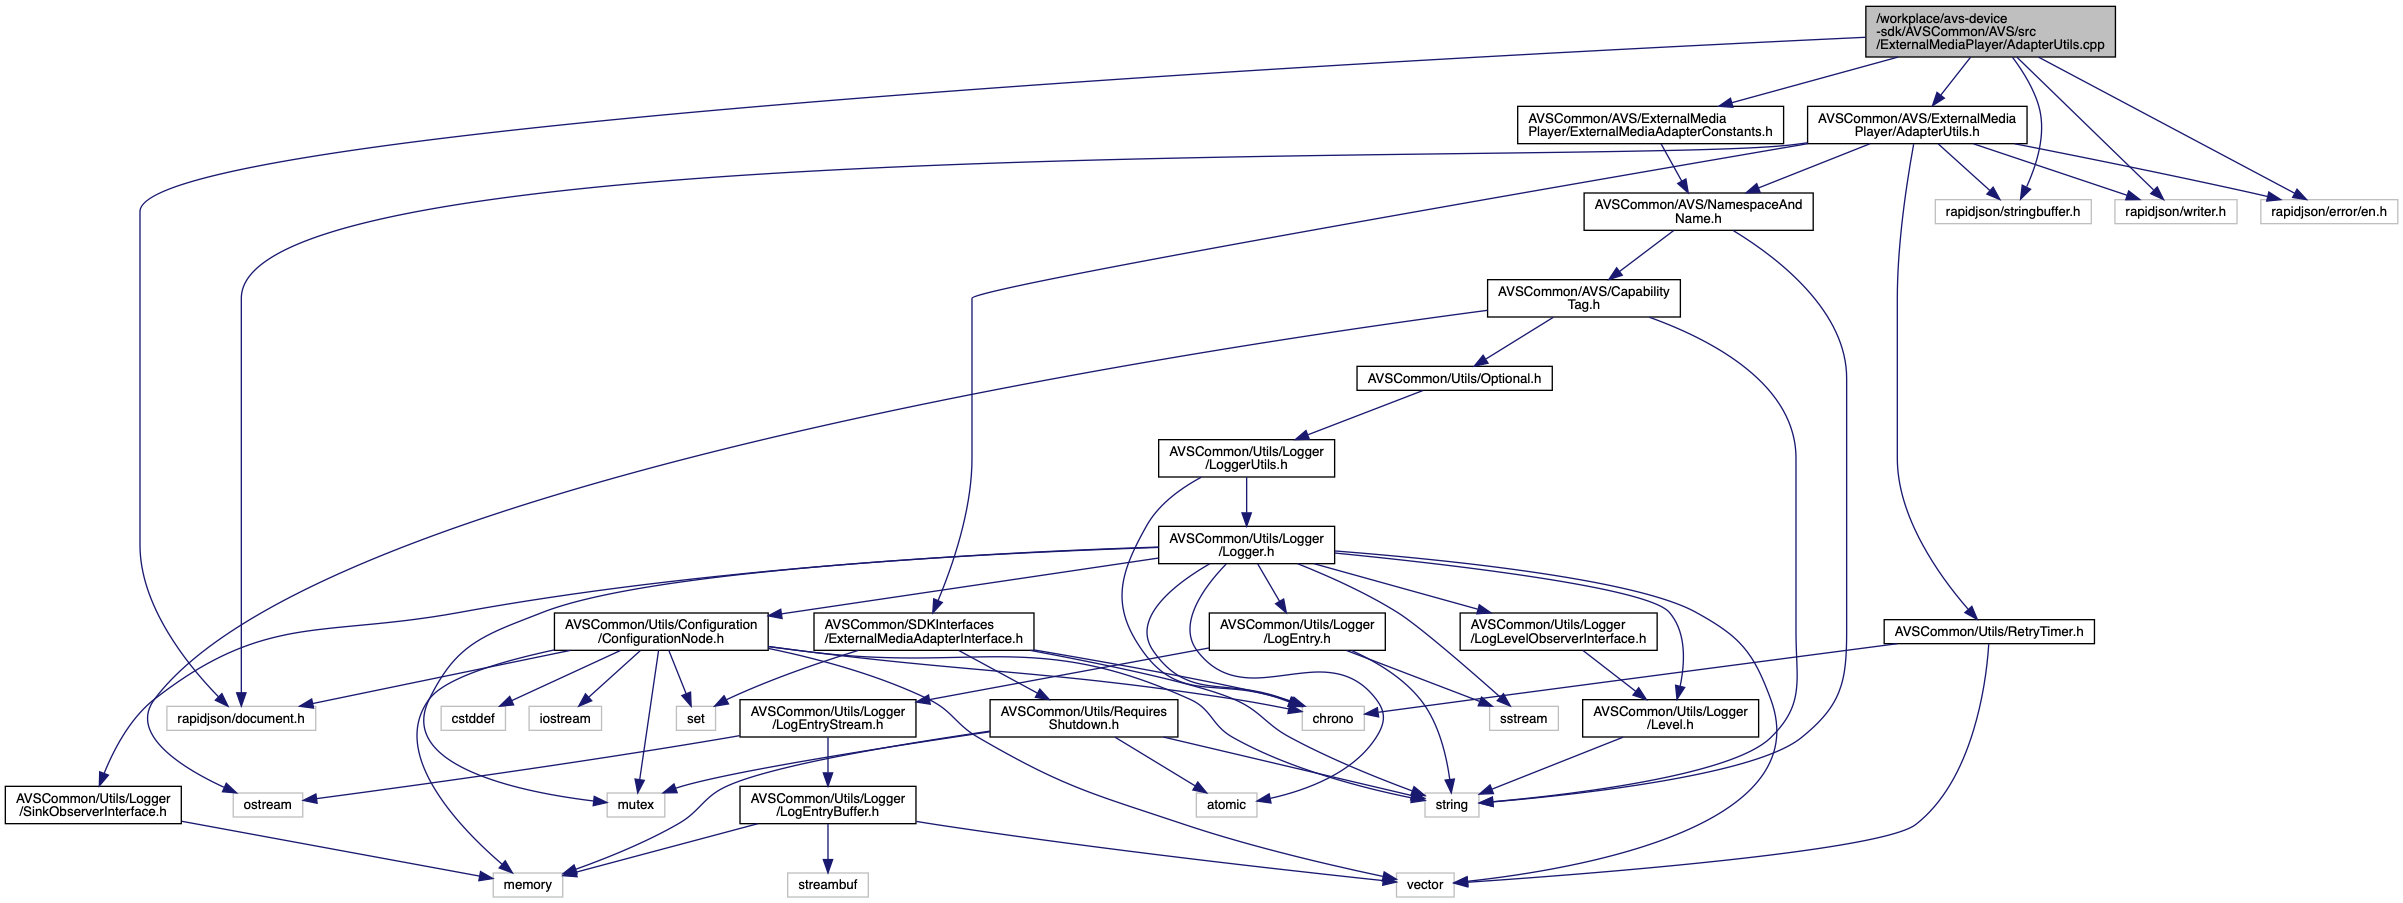 /workplace/avs-device
-sdk/AVSCommon/AVS/src
/ExternalMediaPlayer/AdapterUtils.cpp
AVSCommon/AVS/ExternalMedia
Player/ExternalMediaAdapterConstants.h
AVSCommon/AVS/ExternalMedia
Player/AdapterUtils.h
AVSCommon/AVS/NamespaceAnd
Name.h
rapidjson/stringbuffer.h
rapidjson/writer.h
rapidjson/error/en.h
AVSCommon/AVS/Capability
Tag.h
AVSCommon/Utils/Optional.h
AVSCommon/Utils/Logger
/LoggerUtils.h
AVSCommon/Utils/Logger
/Logger.h
AVSCommon/Utils/Configuration
/ConfigurationNode.h
AVSCommon/SDKInterfaces
/ExternalMediaAdapterInterface.h
AVSCommon/Utils/Logger
/LogEntry.h
AVSCommon/Utils/Logger
/LogLevelObserverInterface.h
AVSCommon/Utils/RetryTimer.h
rapidjson/document.h
cstddef
iostream
set
AVSCommon/Utils/Logger
/LogEntryStream.h
AVSCommon/Utils/Requires
Shutdown.h
chrono
sstream
AVSCommon/Utils/Logger
/Level.h
AVSCommon/Utils/Logger
/SinkObserverInterface.h
ostream
mutex
AVSCommon/Utils/Logger
/LogEntryBuffer.h
atomic
string
memory
streambuf
vector